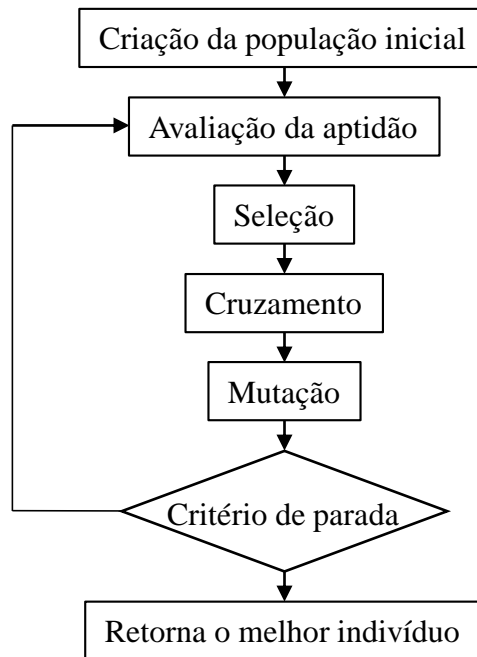 Criação da população inicial
Avaliação da aptidão
Seleção
Cruzamento
Mutação
Critério de parada
Retorna o melhor indivíduo